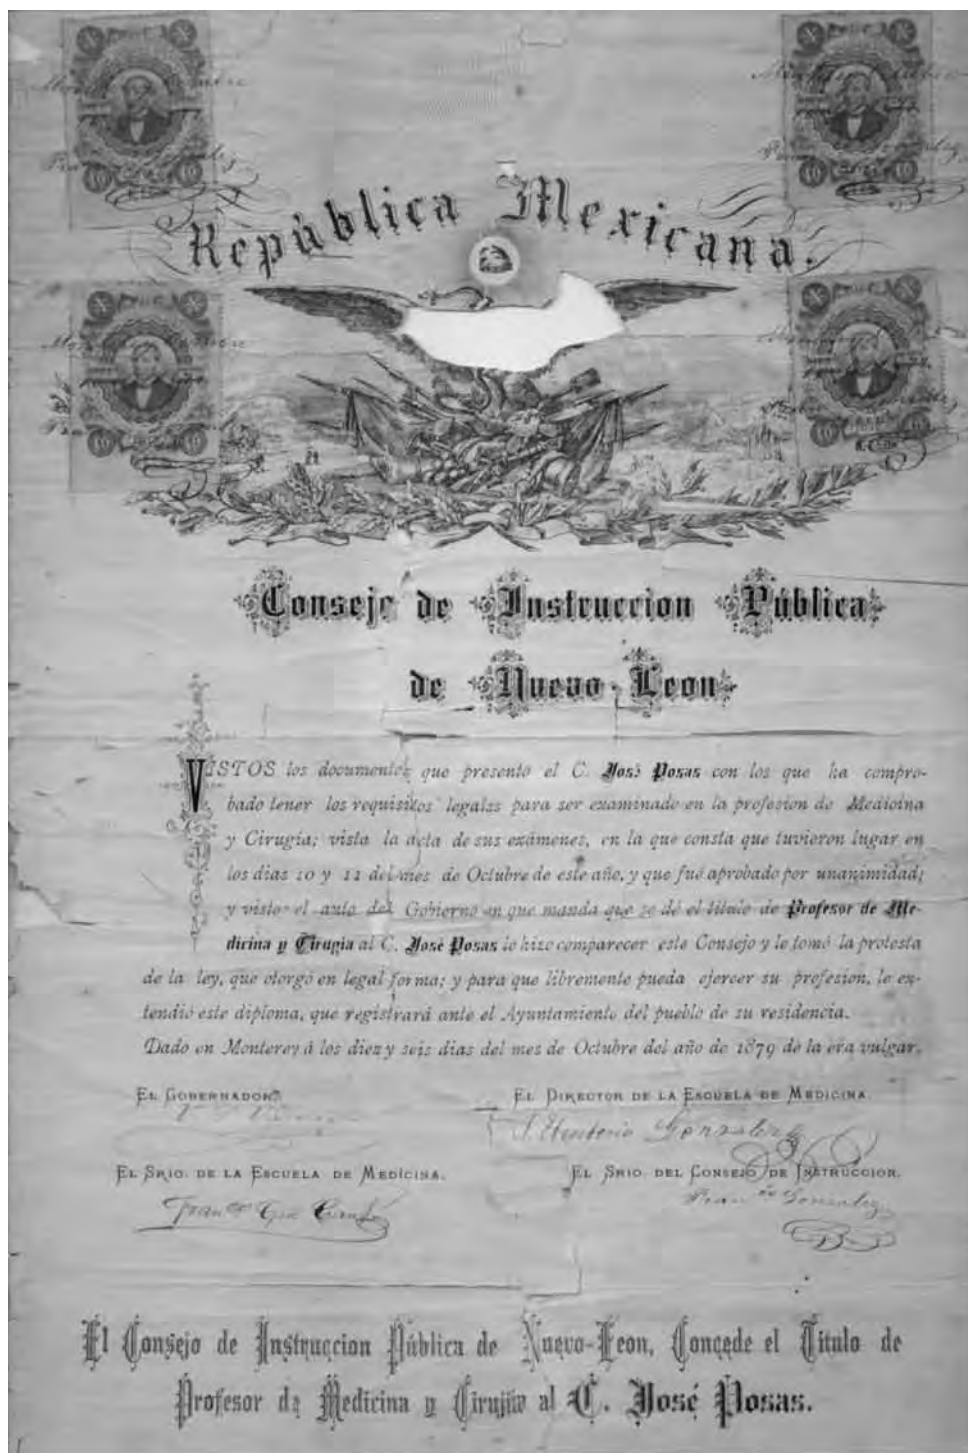 República Mexicana.
Consejo de Instruccion Pública
de Nuevo-Leon
VISTOS los documentos que presentó el C. José Posas con los que ha compro-
bado tener los requisitos legales para ser examinado en la profesion de Medicina
y Cirugia; vista la acta de sus exámenes, en la que consta que tuvieron lugar en
los dias 10 y 11 del mes de Octubre de este año, y que fué aprobado por unanimidad;
y visto el auto del Gobierno en que manda que se dé el titulo de Profesor de Me-
dicina y Cirugia al C. José Posas lo hizo comparecer este Consejo y le tomó la protesta
de la ley, que otorgó en legal forma; y para que libremente pueda ejercer su profesion, le ex-
tendió este diploma, que registrará ante el Ayuntamiento del pueblo de su residencia.
Dado en Monterey á los diez y seis dias del mes de Octubre del año de 1879 de la era vulgar.
EL GOBERNADOR
EL DIRECTOR DE LA ESCUELA DE MEDICINA.
J. Eleuterio Gonzalez
EL SRIO. DE LA ESCUELA DE MEDICINA.
EL SRIO DEL CONSEJO DE INSTRUCCION.
Gonzalez
El Consejo de Instruccion Pública de Nuevo-Leon, Concede el Titulo de
Profesor de Medicina y Cirujia al C. José Posas.